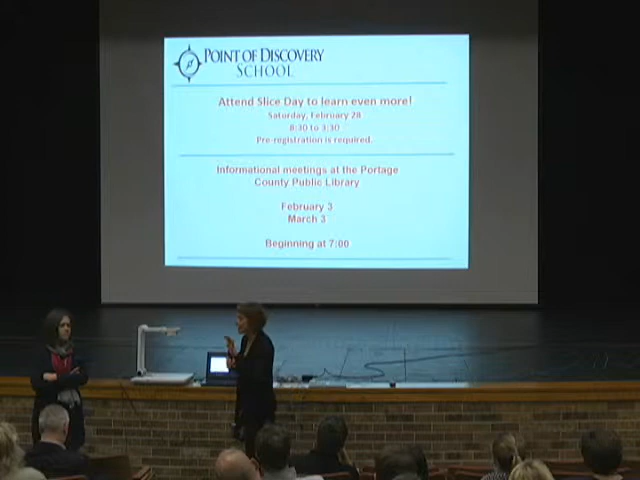 POINT OF DISCOVERY
SCHOOL
Attend Slice Day to learn even more!
Saturday, February 28
8:30 to 3:30
Pre-registration is required.
Informational meetings at the Portage
County Public Library
February 3
March 3
Beginning at 7:00